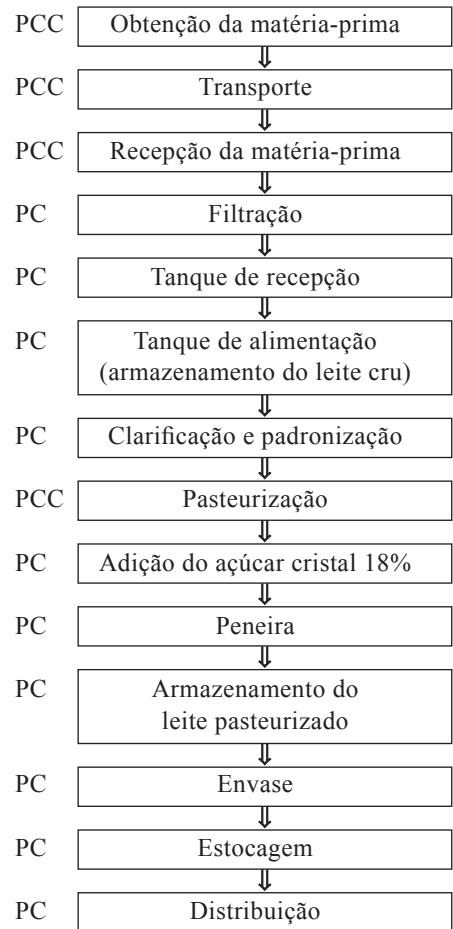 PCC Obtenção da matéria-prima
PCC Transporte
PCC Recepção da matéria-prima
PC Filtração
PC Tanque de recepção
PC Tanque de alimentação
(armazenamento do leite cru)
PC Clarificação e padronização
PCC Pasteurização
PC Adição do açúcar cristal 18%
PC Peneira
PC Armazenamento do
leite pasteurizado
PC Envase
PC Estocagem
PC Distribuição